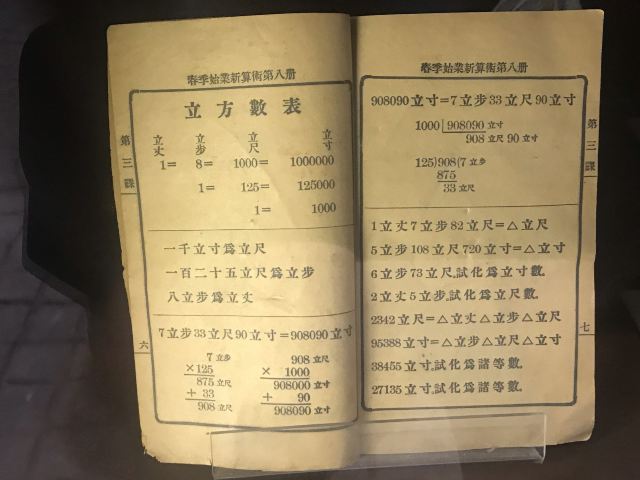 春季始業新算術第八册
第三課
立方數表
立丈 立步 立尺 立寸
1= 8= 1000= 1000000
1= 125= 125000
1= 1000
一千立寸爲立尺
一百二十五立尺爲立步
八立步爲立丈
7立步33立尺90立寸=908090立寸
7立步
×125
875立尺
+ 33
908立尺
908立尺
× 1000
908000立寸
+ 90
908090立寸
六
春季始業新算術第八册
第三課
908090立寸=7立步33立尺90立寸
1000|908090立寸
908立尺90立寸
125)908(7立步
875
33立尺
1立丈7立步82立尺=△立尺
5立步108立尺720立寸=△立寸
6立步73立尺,試化爲立寸數.
2立丈5立步,試化爲立尺數.
2342立尺=△立丈△立步△立尺
95388立寸=△立步△立尺△立寸
38455立寸,試化爲諸等數.
27135立寸,試化爲諸等數.
七